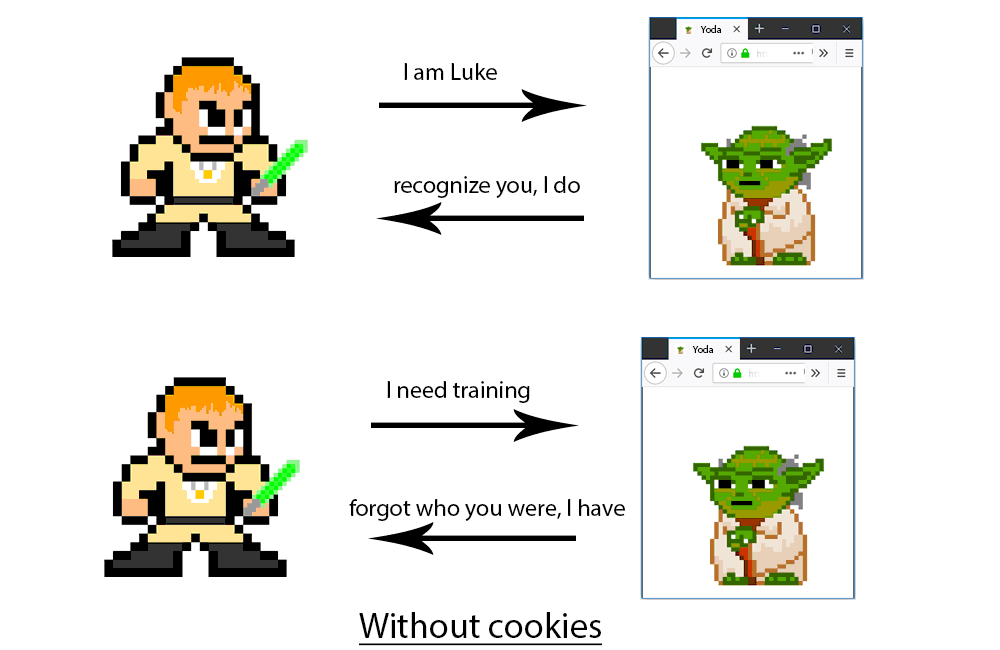 Yoda
I am Luke
recognize you, I do
Yoda
I need training
forgot who you were, I have
Without cookies